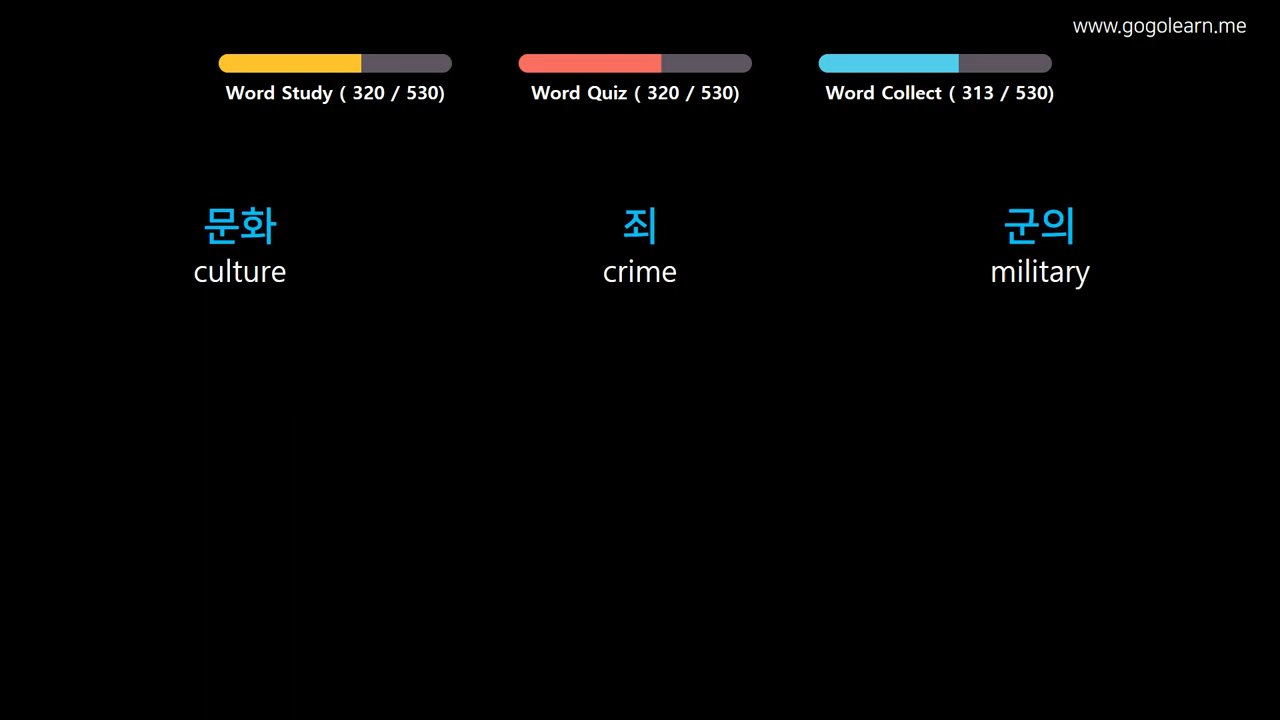 www.gogolearn.me
Word Study ( 320 / 530)
Word Quiz ( 320 / 530)
Word Collect ( 313 / 530)
문화
culture
죄
crime
군의
military